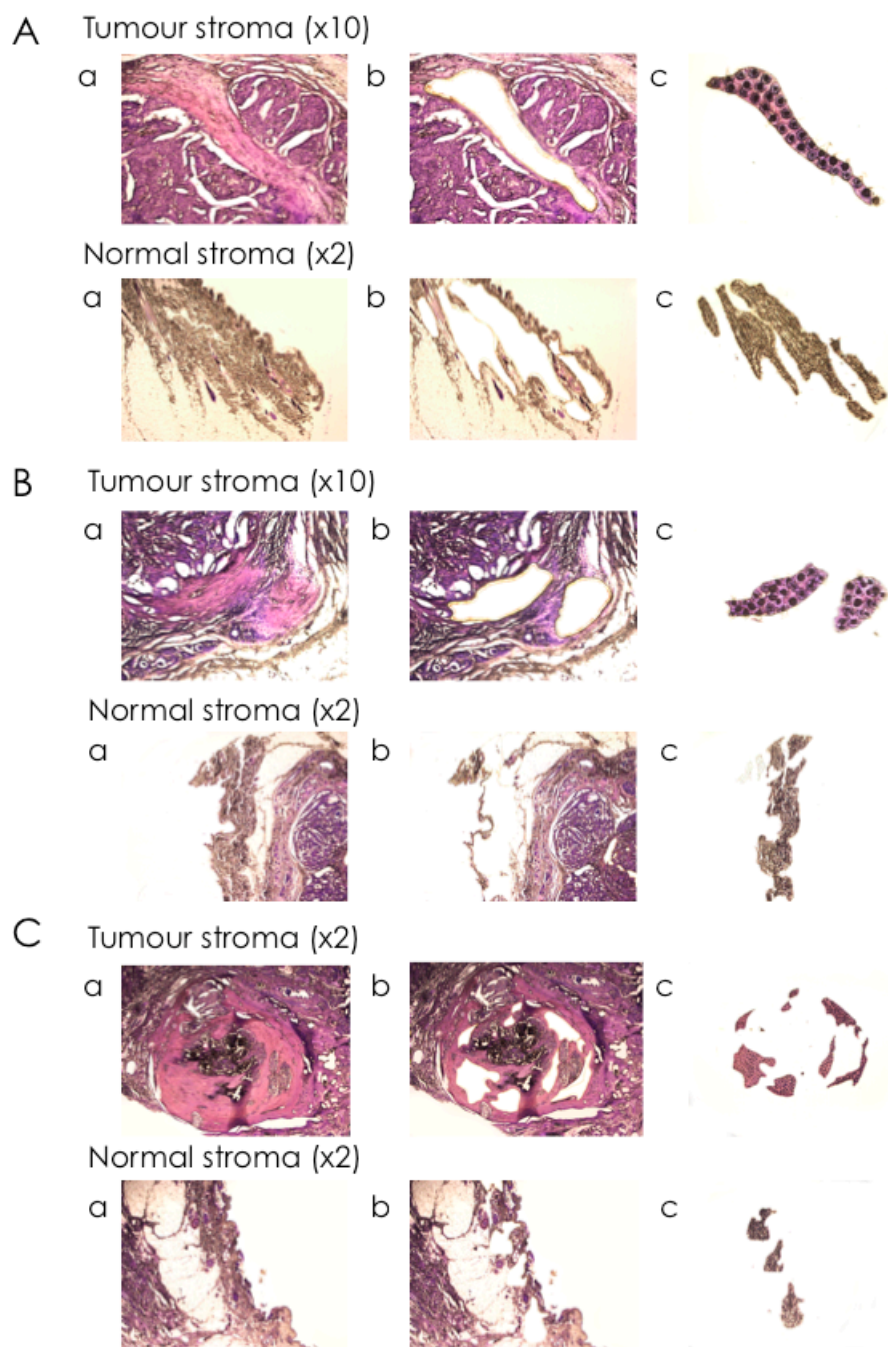 A Tumour stroma (x10)
a b c
Normal stroma (x2)
a b c
B Tumour stroma (x10)
a b c
Normal stroma (x2)
a b c
C Tumour stroma (x2)
a b c
Normal stroma (x2)
a b c